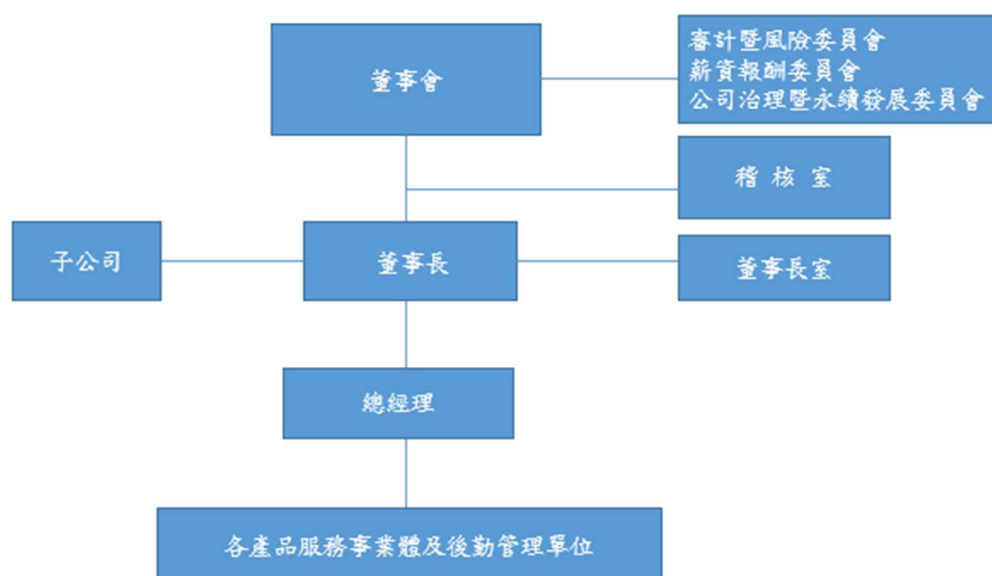 董事會
審計暨風險委員會
薪資報酬委員會
公司治理暨永續發展委員會
稽 核 室
子公司
董事長
董事長室
總經理
各產品服務事業體及後勤管理單位